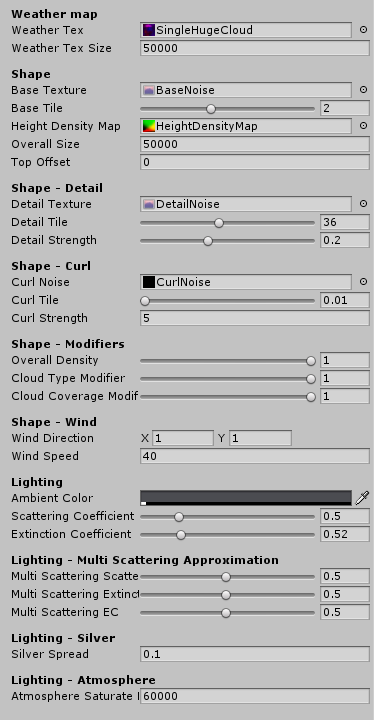 Weather map
Weather Tex SingleHugeCloud
Weather Tex Size 50000
Shape
Base Texture BaseNoise
Base Tile 2
Height Density Map HeightDensityMap
Overall Size 50000
Top Offset 0
Shape - Detail
Detail Texture DetailNoise
Detail Tile 36
Detail Strength 0.2
Shape - Curl
Curl Noise CurlNoise
Curl Tile 0.01
Curl Strength 5
Shape - Modifiers
Overall Density 1
Cloud Type Modifier 1
Cloud Coverage Modif 1
Shape - Wind
Wind Direction X 1 Y 1
Wind Speed 40
Lighting
Ambient Color
Scattering Coefficient 0.5
Extinction Coefficient 0.52
Lighting - Multi Scattering Approximation
Multi Scattering Scatte 0.5
Multi Scattering Extinct 0.5
Multi Scattering EC 0.5
Lighting - Silver
Silver Spread 0.1
Lighting - Atmosphere
Atmosphere Saturate 60000